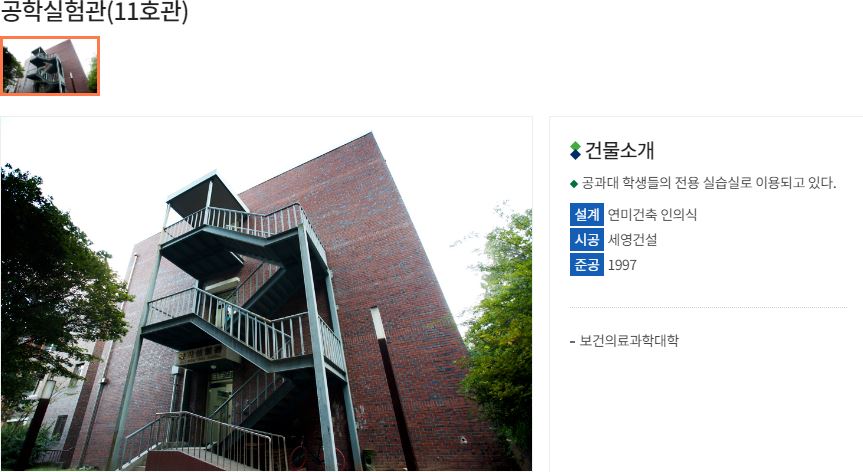 공학실험관(11호관)
건물소개
공과대 학생들의 전용 실습실로 이용되고 있다.
설계 연미건축 인의식
시공 세영건설
준공 1997
- 보건의료과학대학